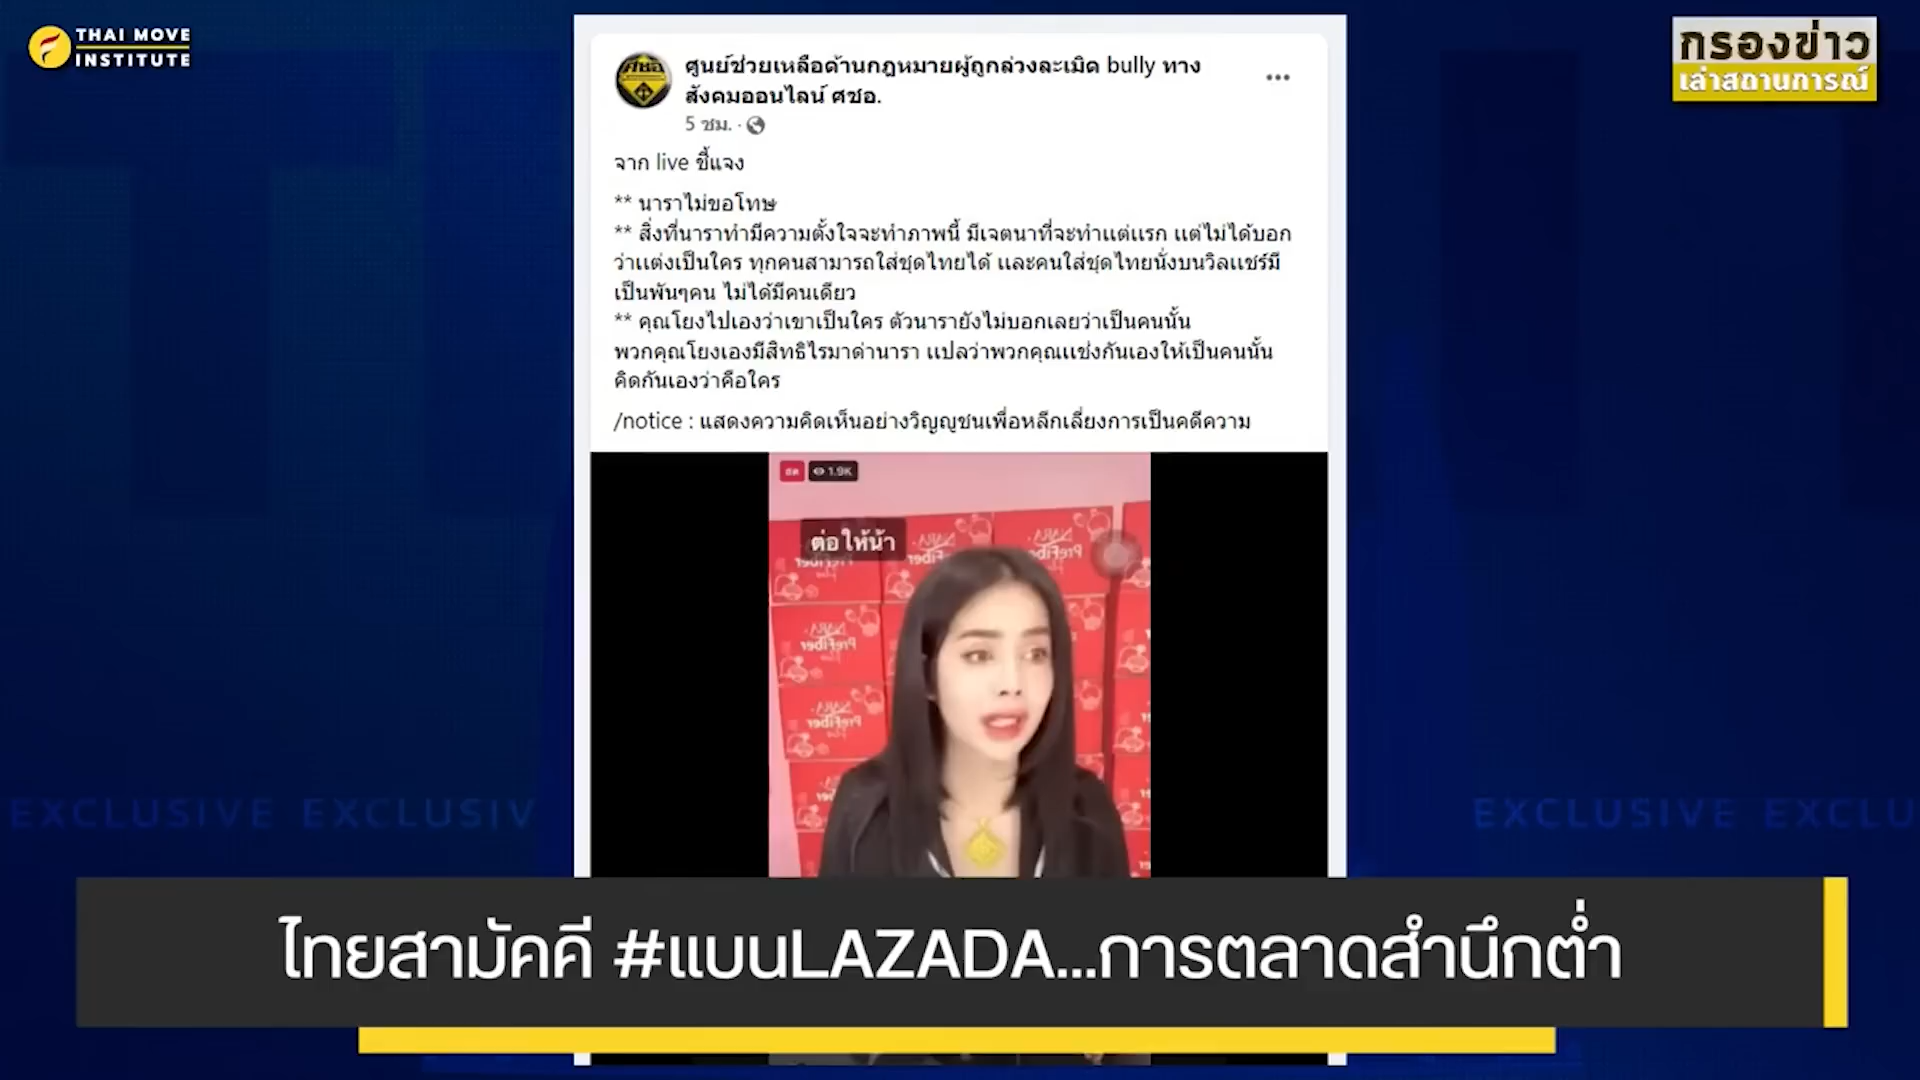 THAI MOVE
INSTITUTE
กรองข่าว
เล่าสถานการณ์
ศชอ
ศูนย์ช่วยเหลือด้านกฎหมายผู้ถูกล่วงละเมิด bully ทาง
สังคมออนไลน์ ศชอ.
5 ชม. ·
จาก live ชี้แจง
** นาราไม่ขอโทษ
** สิ่งที่นาราทำมีความตั้งใจจะทำภาพนี้ มีเจตนาที่จะทำแต่แรก แต่ไม่ได้บอก
ว่าแต่งเป็นใคร ทุกคนสามารถใส่ชุดไทยได้ และคนใส่ชุดไทยนั่งบนวิลแชร์มี
เป็นพันๆคน ไม่ได้มีคนเดียว
** คุณโยงไปเองว่าเขาเป็นใคร ตัวนารายังไม่บอกเลยว่าเป็นคนนั้น
พวกคุณโยงเองมีสิทธิไรมาด่านารา แปลว่าพวกคุณแช่งกันเองให้เป็นคนนั้น
คิดกันเองว่าคือใคร
/notice : แสดงความคิดเห็นอย่างวิญญูชนเพื่อหลีกเลี่ยงการเป็นคดีความ
สด 1.9K
ต่อให้น้า
NARA
PreFiber
EXCLUSIVE EXCLUSIV
EXCLUSIVE EXCLU
ไทยสามัคคี #แบนLAZADA...การตลาดสำนึกต่ำ